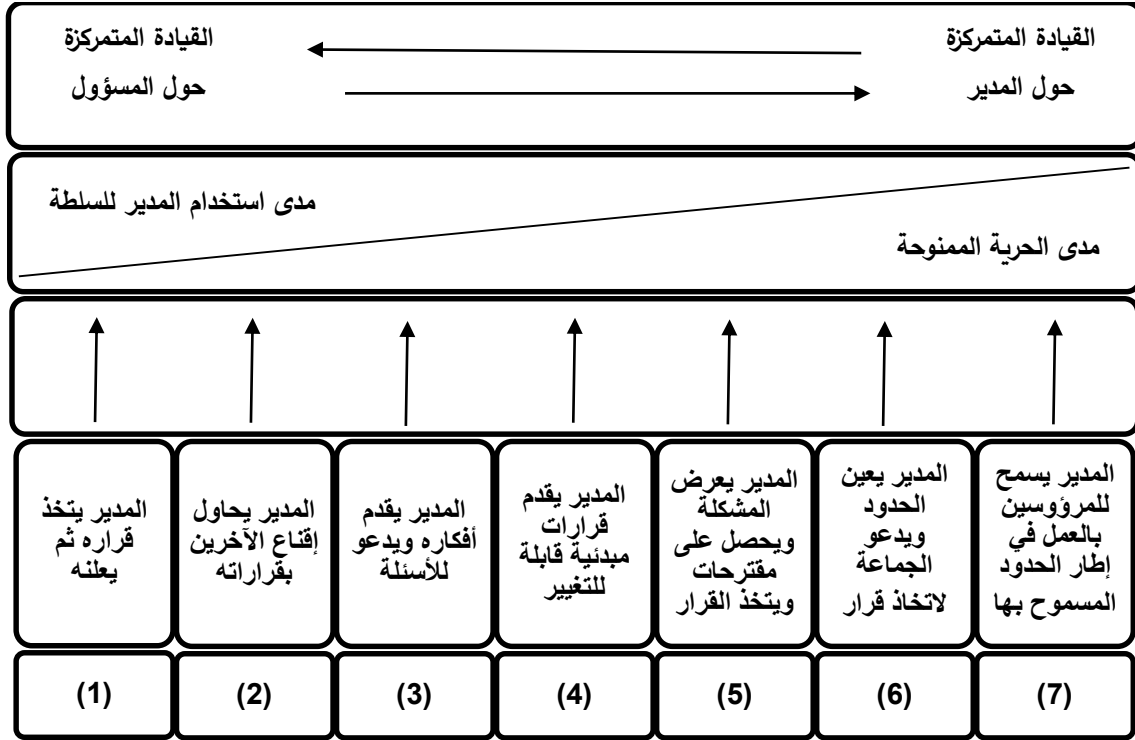 القيادة المتمركزة
حول المدير
القيادة المتمركزة
حول المسؤول
مدى استخدام المدير للسلطة
مدى الحرية الممنوحة
المدير يسمح
للمرؤوسين
بالعمل في
إطار الحدود
المسموح بها
المدير يعين
الحدود
ويدعو
الجماعة
لاتخاذ قرار
المدير يعرض
المشكلة
ويحصل على
مقترحات
ويتخذ القرار
المدير يقدم
قرارات
مبدئية قابلة
للتغيير
المدير يقدم
أفكاره ويدعو
للأسئلة
المدير يحاول
إقناع الآخرين
بقراراته
المدير يتخذ
قراره ثم
يعلنه
(7)
(6)
(5)
(4)
(3)
(2)
(1)